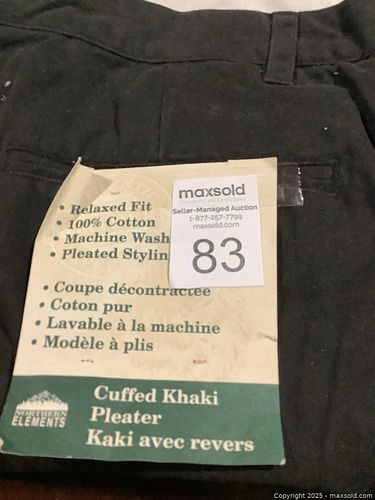 • Relaxed Fit
• 100% Cotton
• Machine Wash
• Pleated Stylin
maxsold
Seller-Managed Auction
1-877-257-7799
maxsold.com
83
• Coupe décontractée
• Coton pur
• Lavable à la machine
• Modèle à plis
NORTHERN
ELEMENTS
Cuffed Khaki
Pleater
Kaki avec revers
Copyright 2025 - maxsold.com